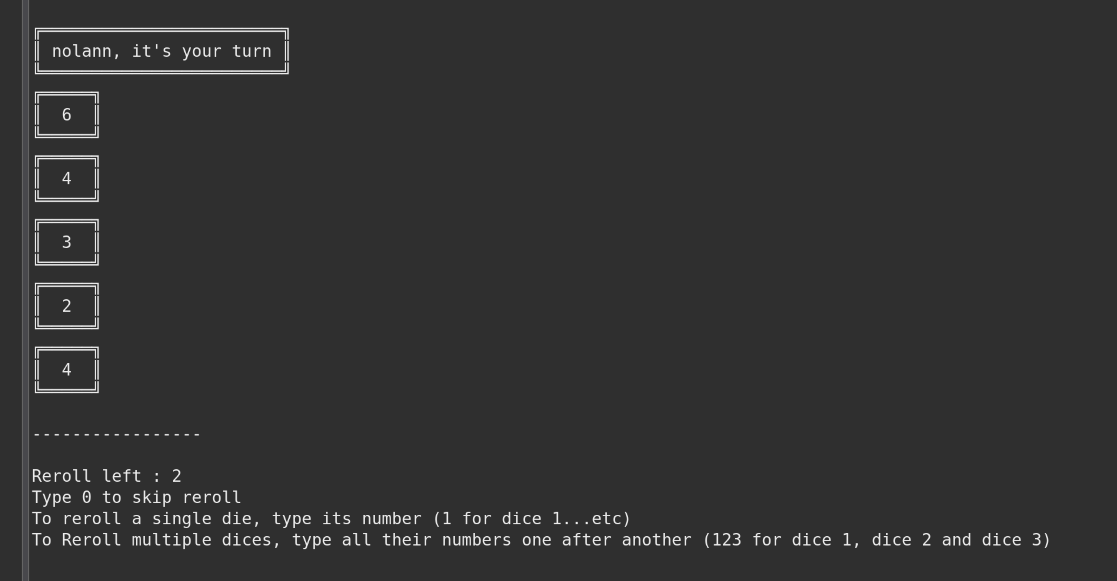 nolann, it's your turn
6
4
3
2
4
-----------------
Reroll left : 2
Type 0 to skip reroll
To reroll a single die, type its number (1 for dice 1...etc)
To Reroll multiple dices, type all their numbers one after another (123 for dice 1, dice 2 and dice 3)